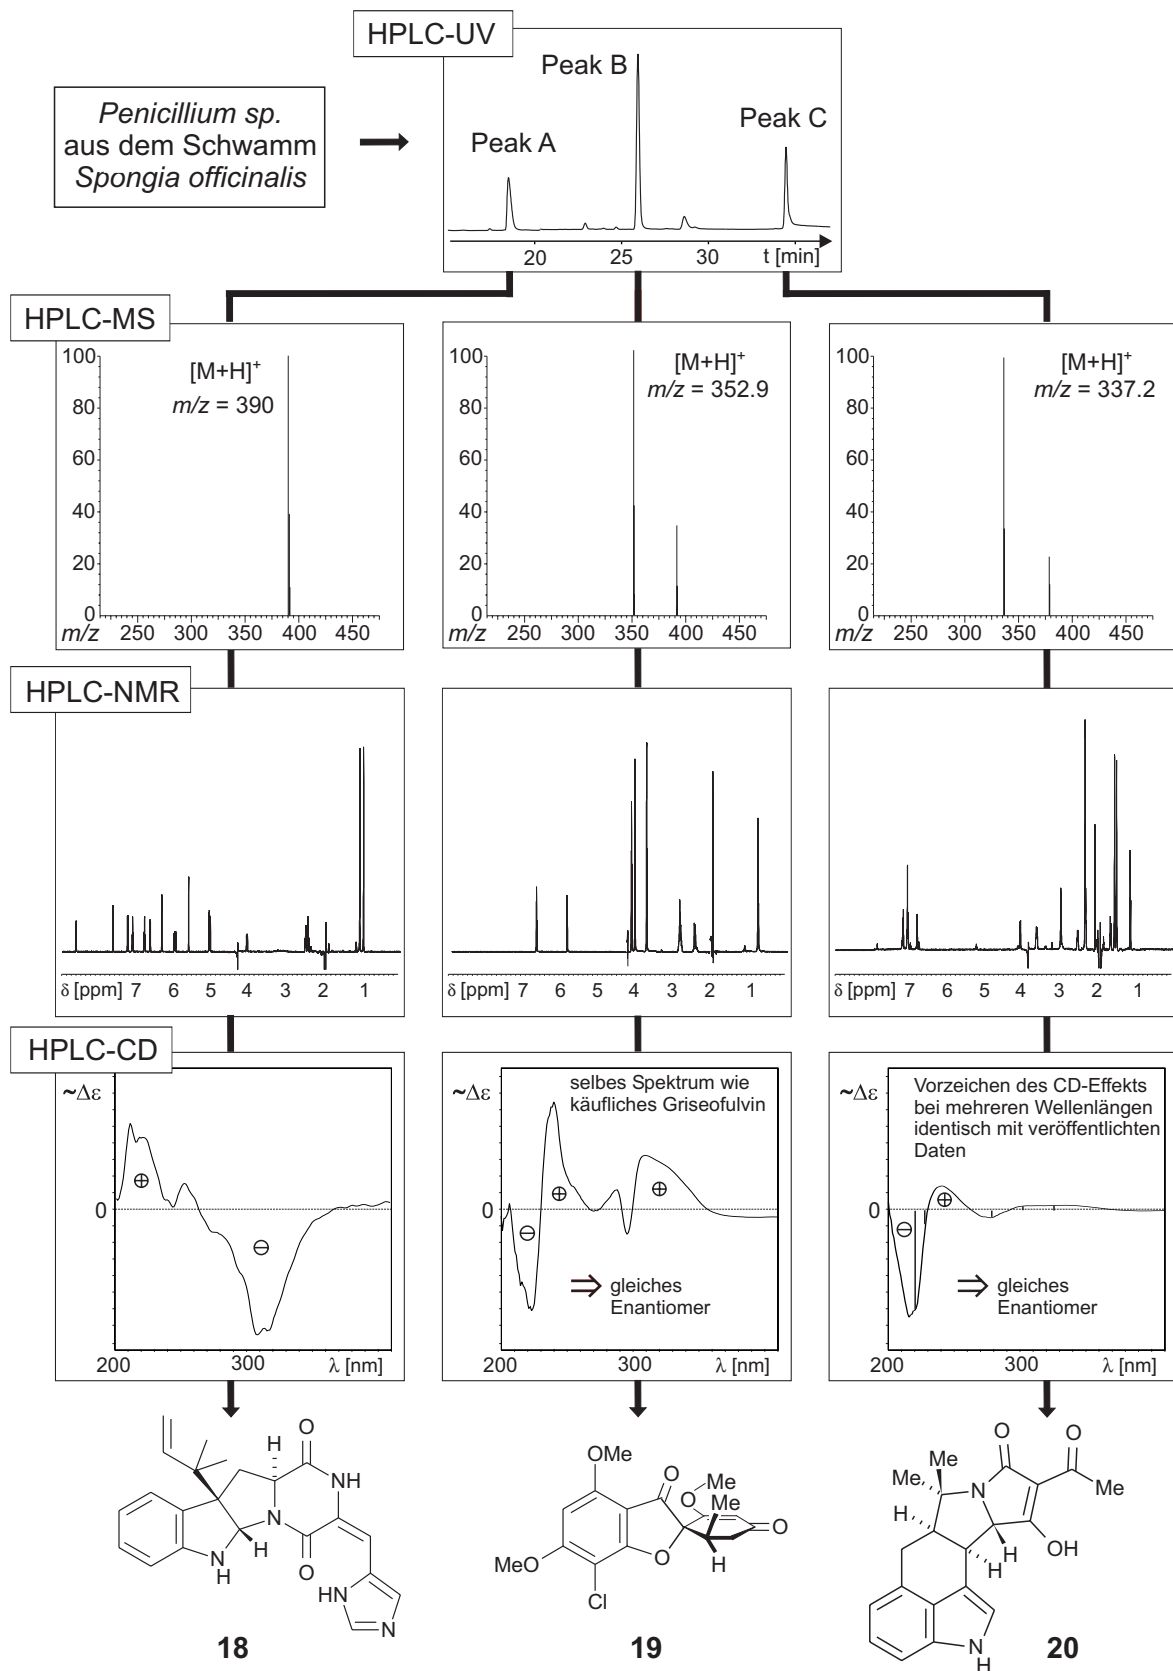 HPLC-UV
Penicillium sp.
aus dem Schwamm
Spongia officinalis
Peak A
Peak B
Peak C
20 25 30 t [min]
HPLC-MS
100
80
60
40
20
0
m/z 250 300 350 400 450
[M+H]+
m/z = 390
100
80
60
40
20
0
m/z 250 300 350 400 450
[M+H]+
m/z = 352.9
100
80
60
40
20
0
m/z 250 300 350 400 450
[M+H]+
m/z = 337.2
HPLC-NMR
δ [ppm] 7 6 5 4 3 2 1
δ [ppm] 7 6 5 4 3 2 1
δ [ppm] 7 6 5 4 3 2 1
HPLC-CD
~Δε
0
⊕
⊖
200 300 λ [nm]
~Δε
selbes Spektrum wie
käufliches Griseofulvin
0
⊖
⊕
⊕
⇒ gleiches
Enantiomer
200 300 λ [nm]
~Δε
Vorzeichen des CD-Effekts
bei mehreren Wellenlängen
identisch mit veröffentlichten
Daten
0
⊖
⊕
⇒ gleiches
Enantiomer
200 300 λ [nm]
H
O
NH
N
N
H
H
O
HN
N
18
OMe
O
O
Me
Me
O
MeO
O
H
Cl
19
O
O
Me
Me
N
Me
H
H
H
OH
N
H
20